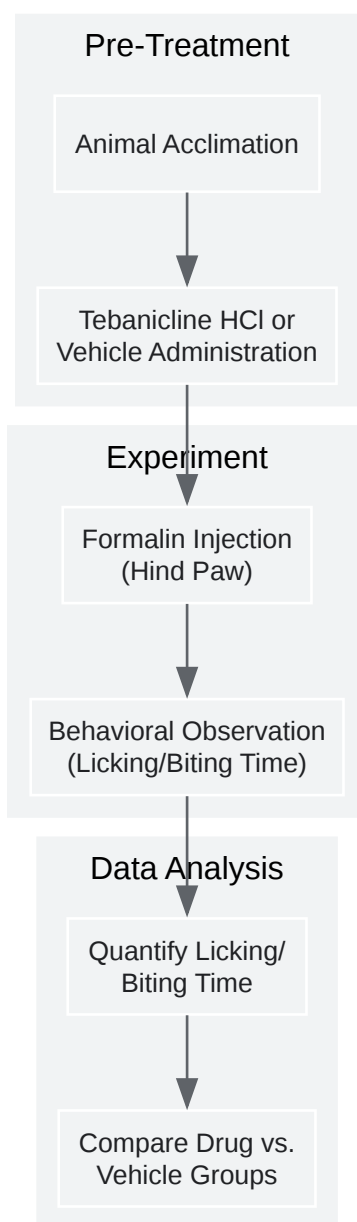 Pre-Treatment
Animal Acclimation
Tebanicline HCl or
Vehicle Administration
Experiment
Formalin Injection
(Hind Paw)
Behavioral Observation
(Licking/Biting Time)
Data Analysis
Quantify Licking/
Biting Time
Compare Drug vs.
Vehicle Groups